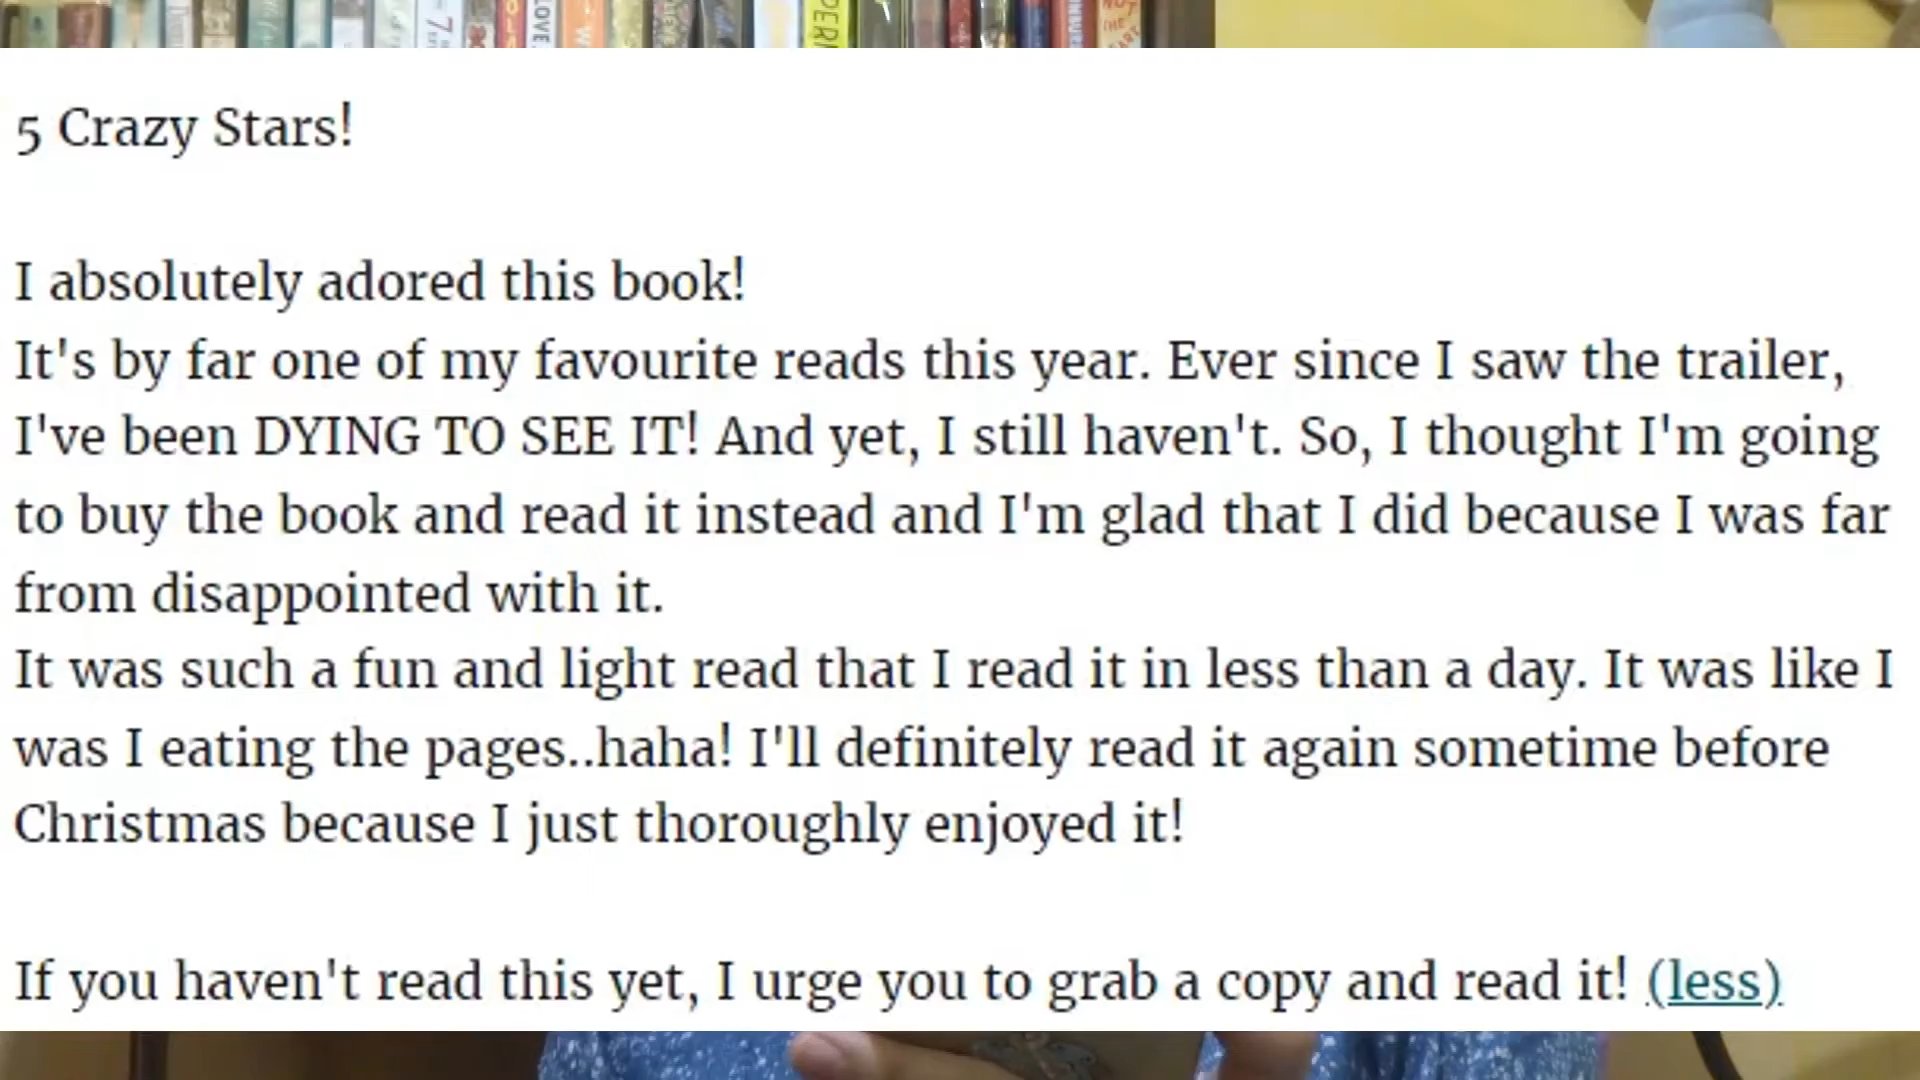 LOVE
5 Crazy Stars!
I absolutely adored this book!
It's by far one of my favourite reads this year. Ever since I saw the trailer,
I've been DYING TO SEE IT! And yet, I still haven't. So, I thought I'm going
to buy the book and read it instead and I'm glad that I did because I was far
from disappointed with it.
It was such a fun and light read that I read it in less than a day. It was like I
was I eating the pages..haha! I'll definitely read it again sometime before
Christmas because I just thoroughly enjoyed it!
If you haven't read this yet, I urge you to grab a copy and read it! (less)